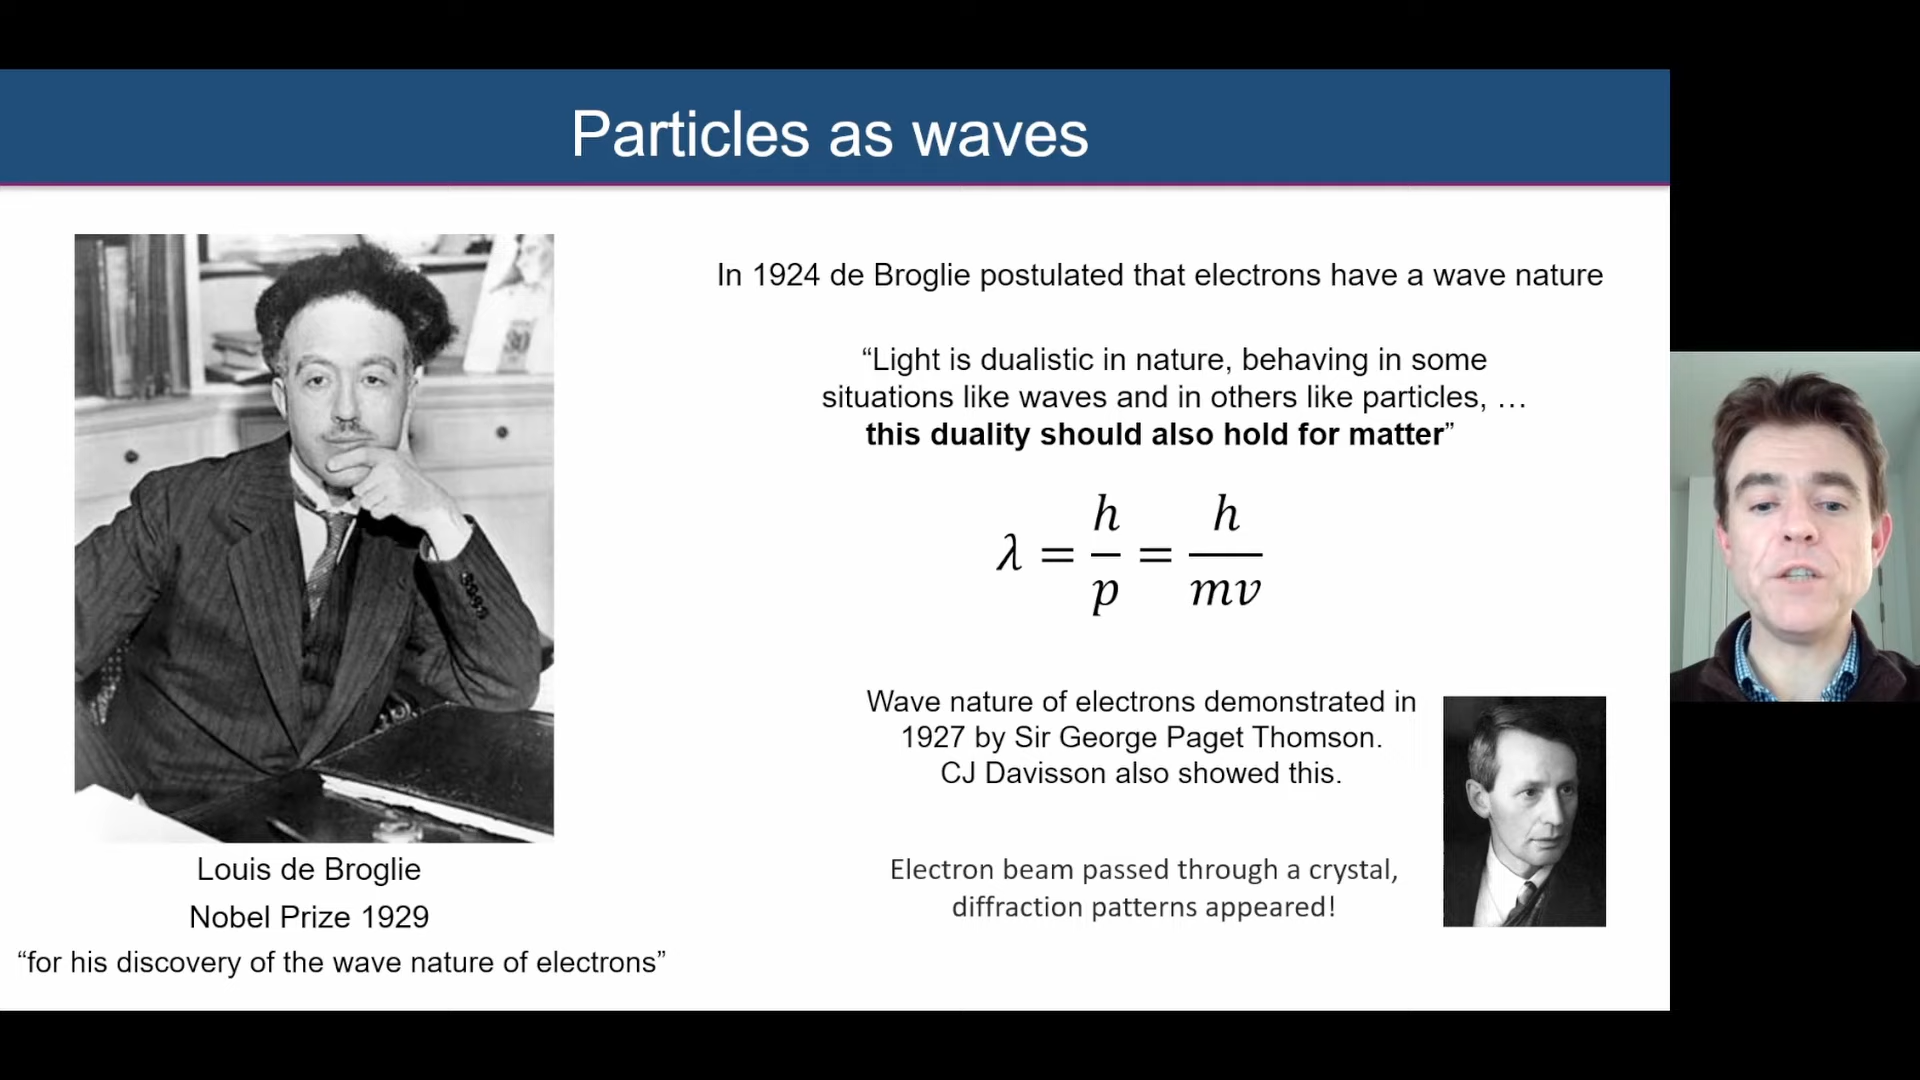 Particles as waves
In 1924 de Broglie postulated that electrons have a wave nature
“Light is dualistic in nature, behaving in some
situations like waves and in others like particles, …
this duality should also hold for matter”
λ = h/p = h/mv
Wave nature of electrons demonstrated in
1927 by Sir George Paget Thomson.
CJ Davisson also showed this.
Electron beam passed through a crystal,
diffraction patterns appeared!
Louis de Broglie
Nobel Prize 1929
“for his discovery of the wave nature of electrons”